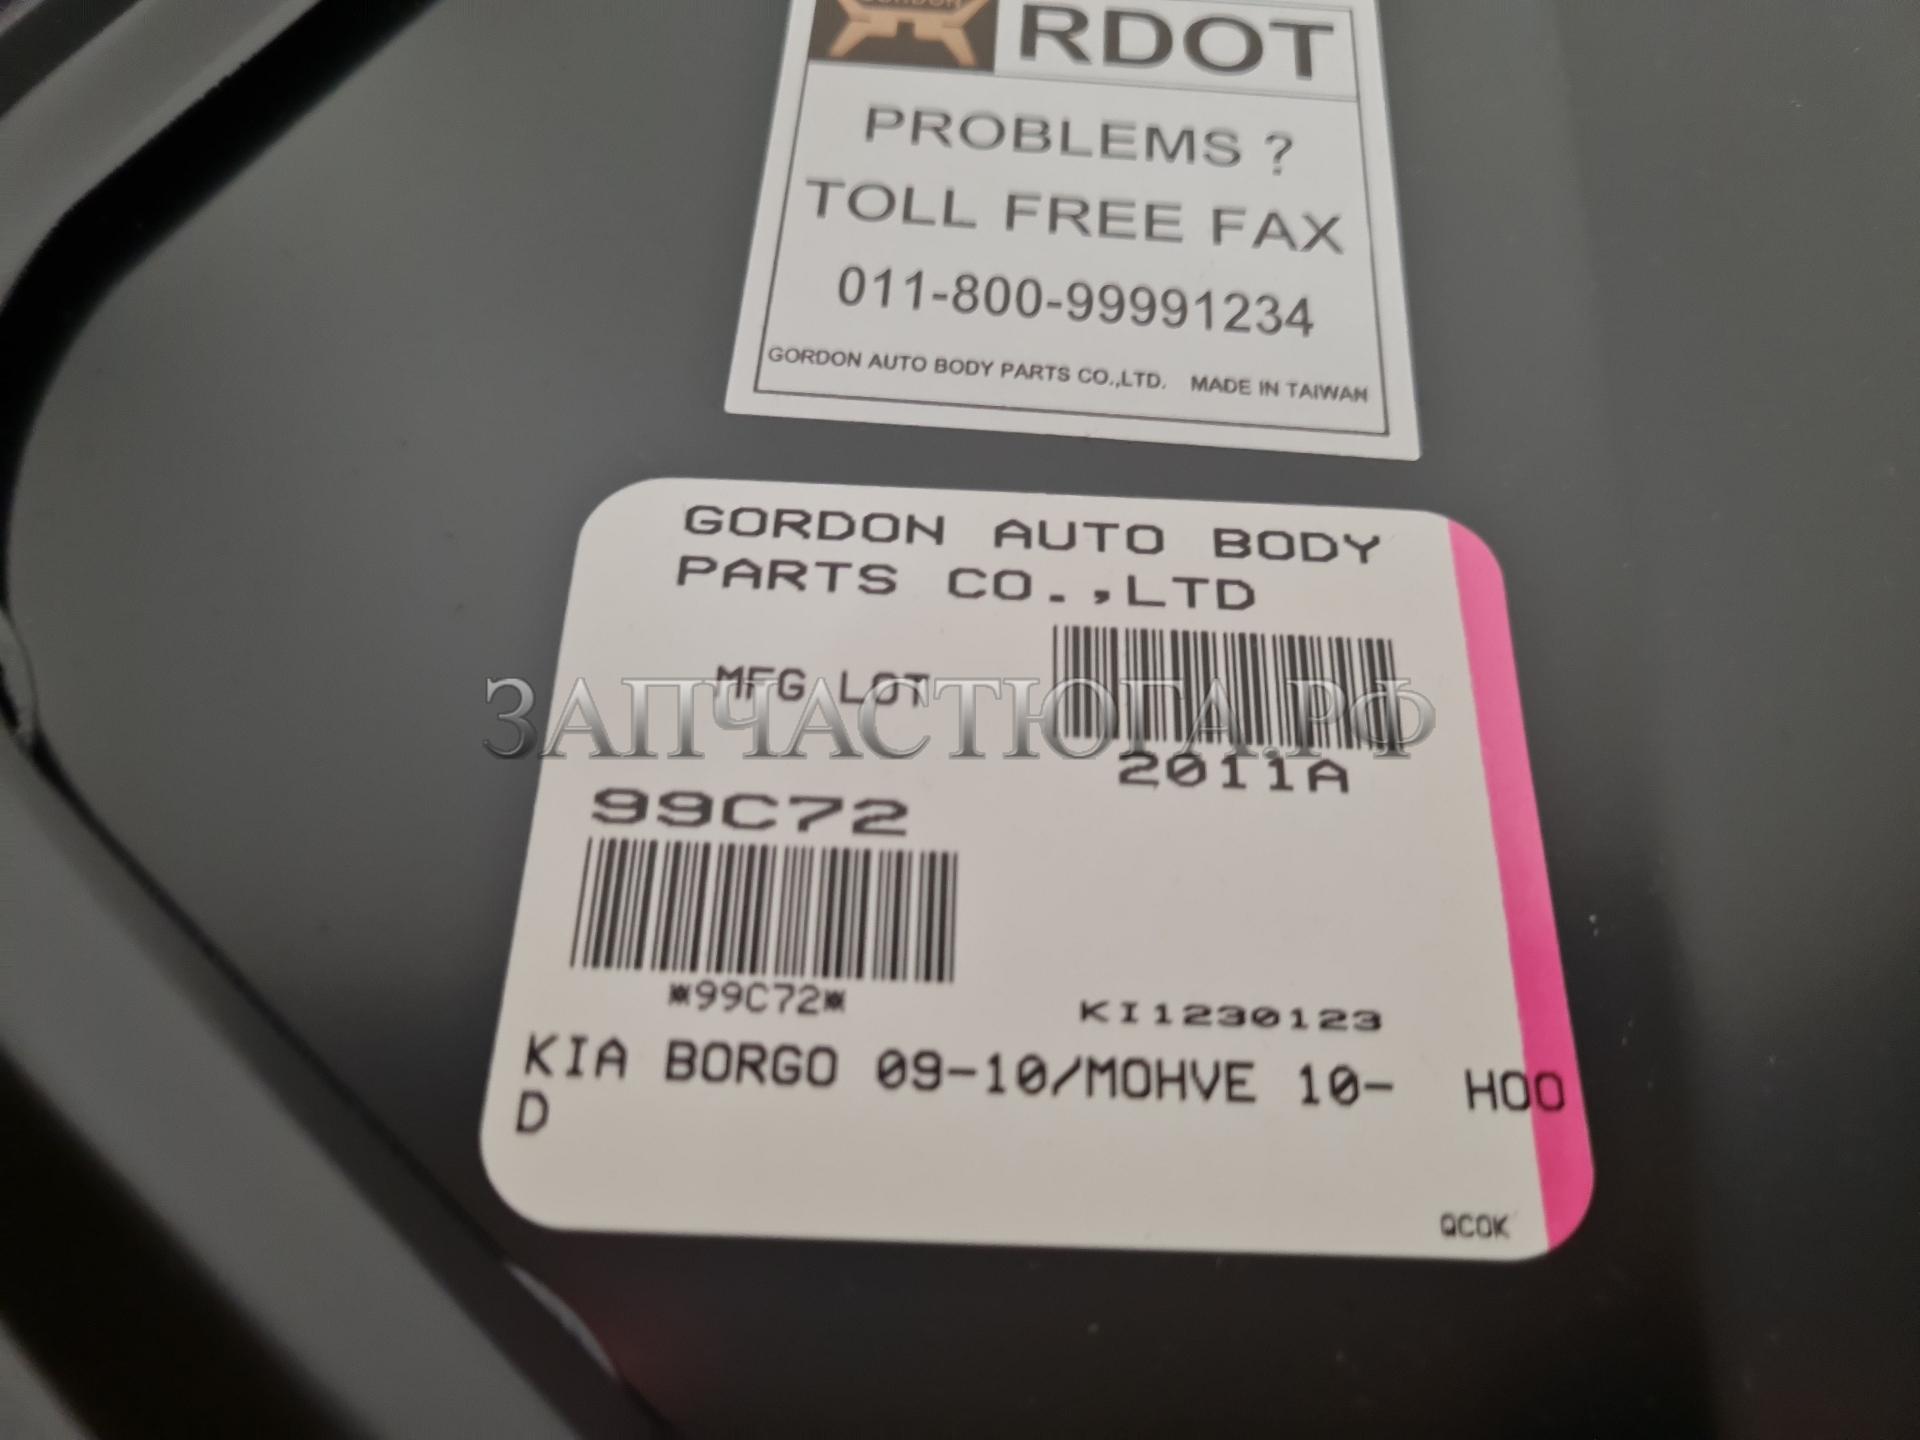 GORDON
RDOT
PROBLEMS ?
TOLL FREE FAX
011-800-99991234
GORDON AUTO BODY PARTS CO.,LTD. MADE IN TAIWAN
GORDON AUTO BODY
PARTS CO.,LTD
MFG LOT
ЗАПЧАСТЮГА.РФ
2011A
99C72
*99C72*
KI1230123
KIA BORGO 09-10/MOHVE 10- HOO
D
QCOK